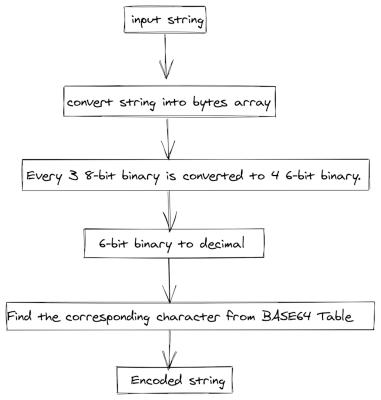 input string
convert string into bytes array
Every 3 8-bit binary is converted to 4 6-bit binary.
6-bit binary to decimal
Find the corresponding character from BASE64 Table
Encoded string